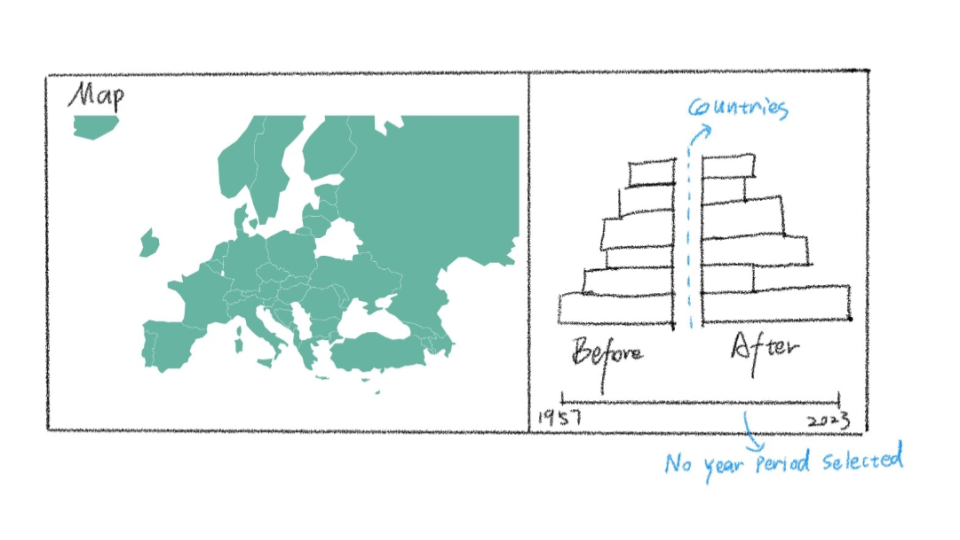 Map
Countries
Before
After
1957
2023
No year period selected